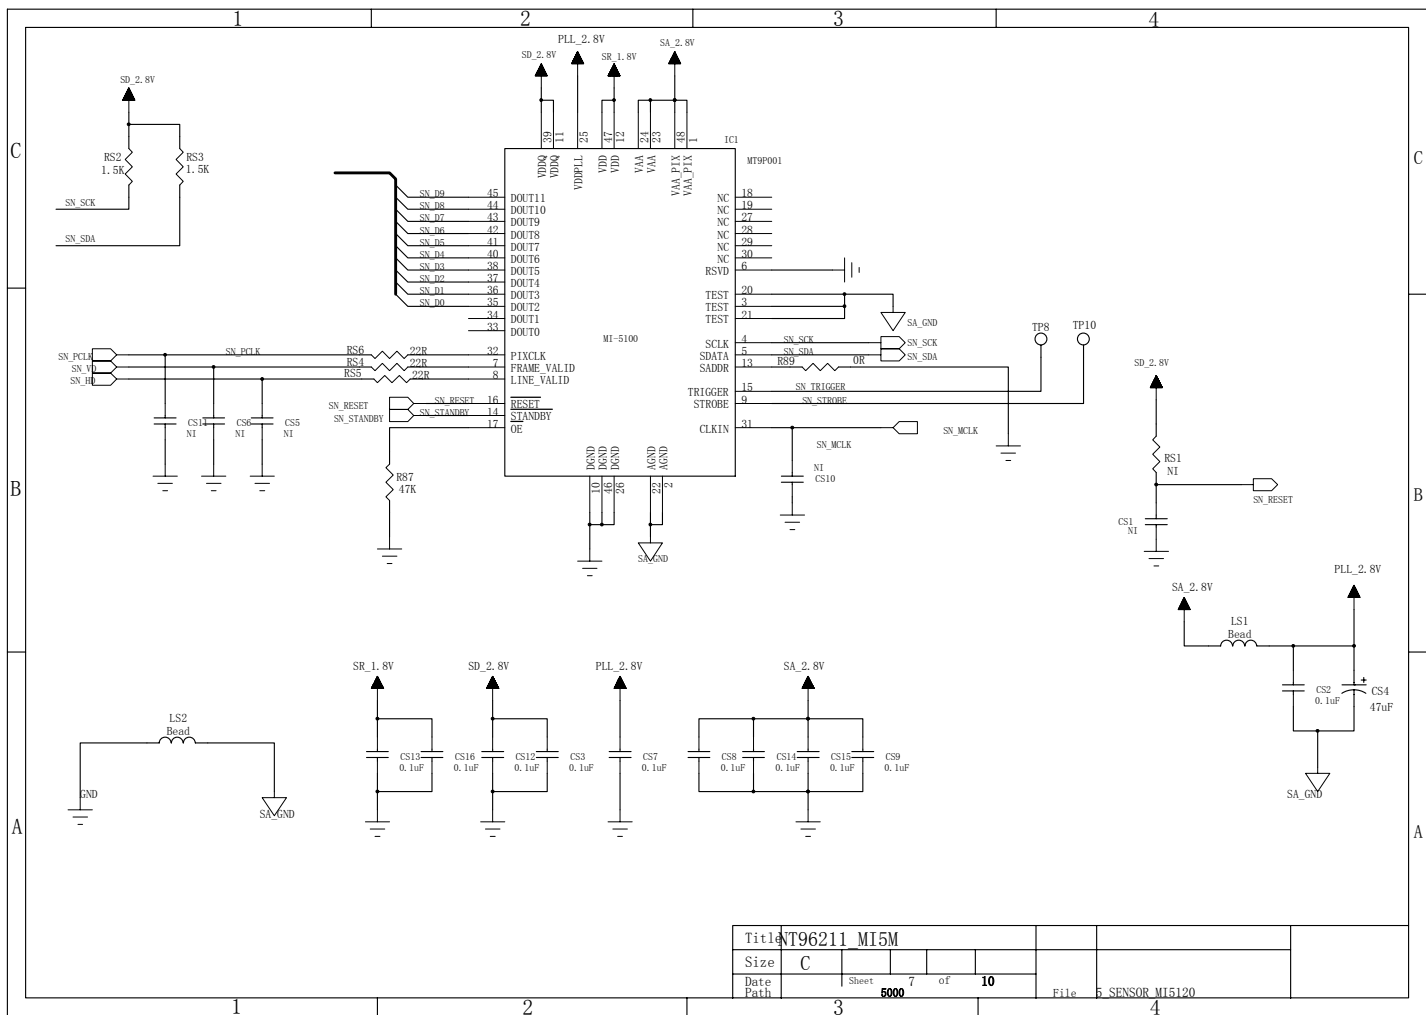 1 2 3 4
C
C
B
B
A
A
SD_2.8V
RS2
1.5K
RS3
1.5K
SN_SCK
SN_SDA
SD_2.8V
PLL_2.8V
SR_1.8V
SA_2.8V
39
11
25
47
12
24
23
48
1
IC1
MT9P001
VDDQ
VDDQ
VDDPLL
VDD
VDD
VAA
VAA
VAA_PIX
VAA_PIX
SN_D9 45 DOUT11
SN_D8 44 DOUT10
SN_D7 43 DOUT9
SN_D6 42 DOUT8
SN_D5 41 DOUT7
SN_D4 40 DOUT6
SN_D3 38 DOUT5
SN_D2 37 DOUT4
SN_D1 36 DOUT3
SN_D0 35 DOUT2
34 DOUT1
33 DOUT0
SN_PCLK SN_PCLK RS6 22R 32 PIXCLK
SN_VD RS4 22R 7 FRAME_VALID
SN_HD RS5 22R 8 LINE_VALID
SN_RESET SN_RESET 16 RESET
SN_STANDBY SN_STANDBY 14 STANDBY
17 OE
CS11
NI
CS6
NI
CS5
NI
R87
47K
MI-5100
NC 18
NC 19
NC 27
NC 28
NC 29
NC 30
RSVD 6
TEST 20
TEST 3
TEST 21
SA_GND
SCLK 4 SN_SCK SN_SCK
SDATA 5 SN_SDA SN_SDA
SADDR 13 R89 0R
TRIGGER 15 SN_TRIGGER
STROBE 9 SN_STROBE
CLKIN 31 SN_MCLK SN_MCLK
TP8
TP10
NI
CS10
DGND
DGND
DGND
AGND
AGND
10
46
26
22
2
SA_GND
SD_2.8V
RS1
NI
SN_RESET
CS1
NI
SA_2.8V
PLL_2.8V
LS1
Bead
CS2
0.1uF
+
CS4
47uF
SA_GND
LS2
Bead
GND
SA_GND
SR_1.8V
CS13
0.1uF
CS16
0.1uF
SD_2.8V
CS12
0.1uF
CS3
0.1uF
PLL_2.8V
CS7
0.1uF
SA_2.8V
CS8
0.1uF
CS14
0.1uF
CS15
0.1uF
CS9
0.1uF
Title NT96211_MI5M
Size C
Date Sheet 7 of 10
Path 5000 File 5_SENSOR_MI5120
1 2 3 4